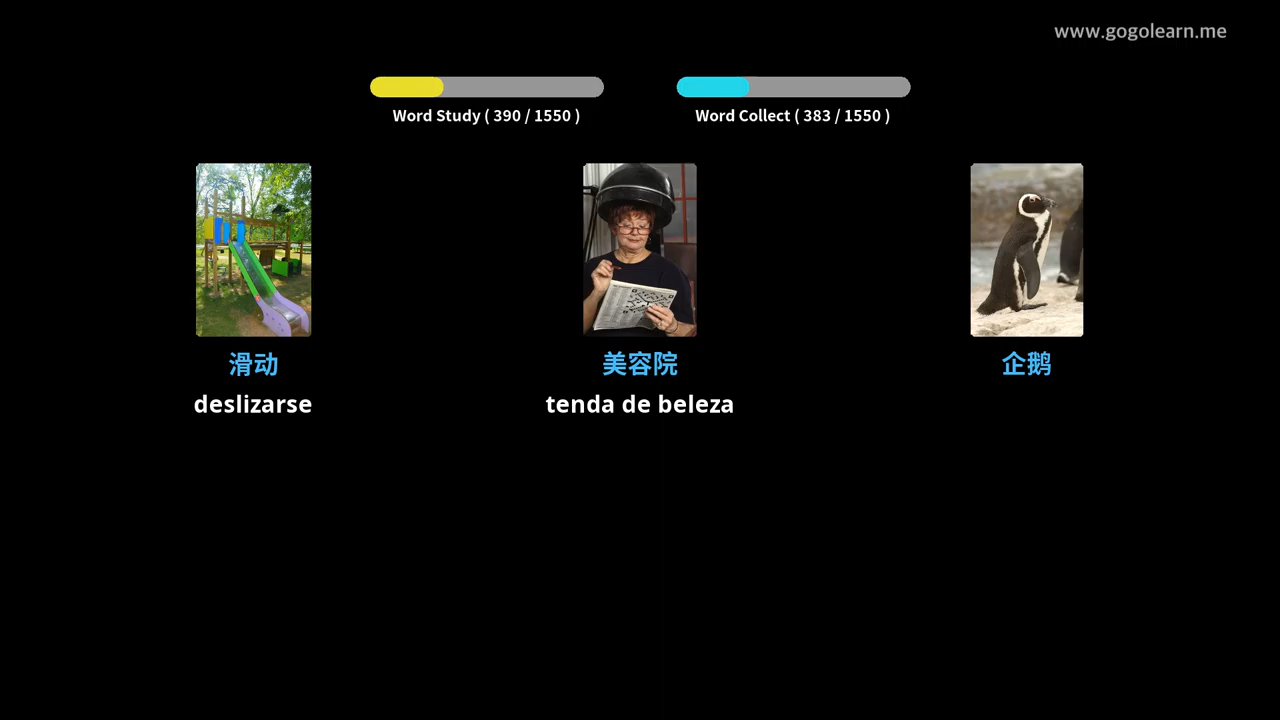 www.gogolearn.me
Word Study ( 390 / 1550 )
Word Collect ( 383 / 1550 )
滑动
美容院
企鹅
deslizarse
tenda de beleza